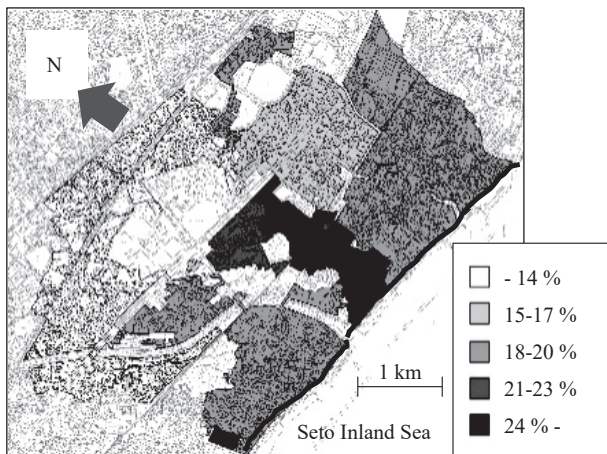 N
- 14 %
15-17 %
18-20 %
21-23 %
24 % -
1 km
Seto Inland Sea